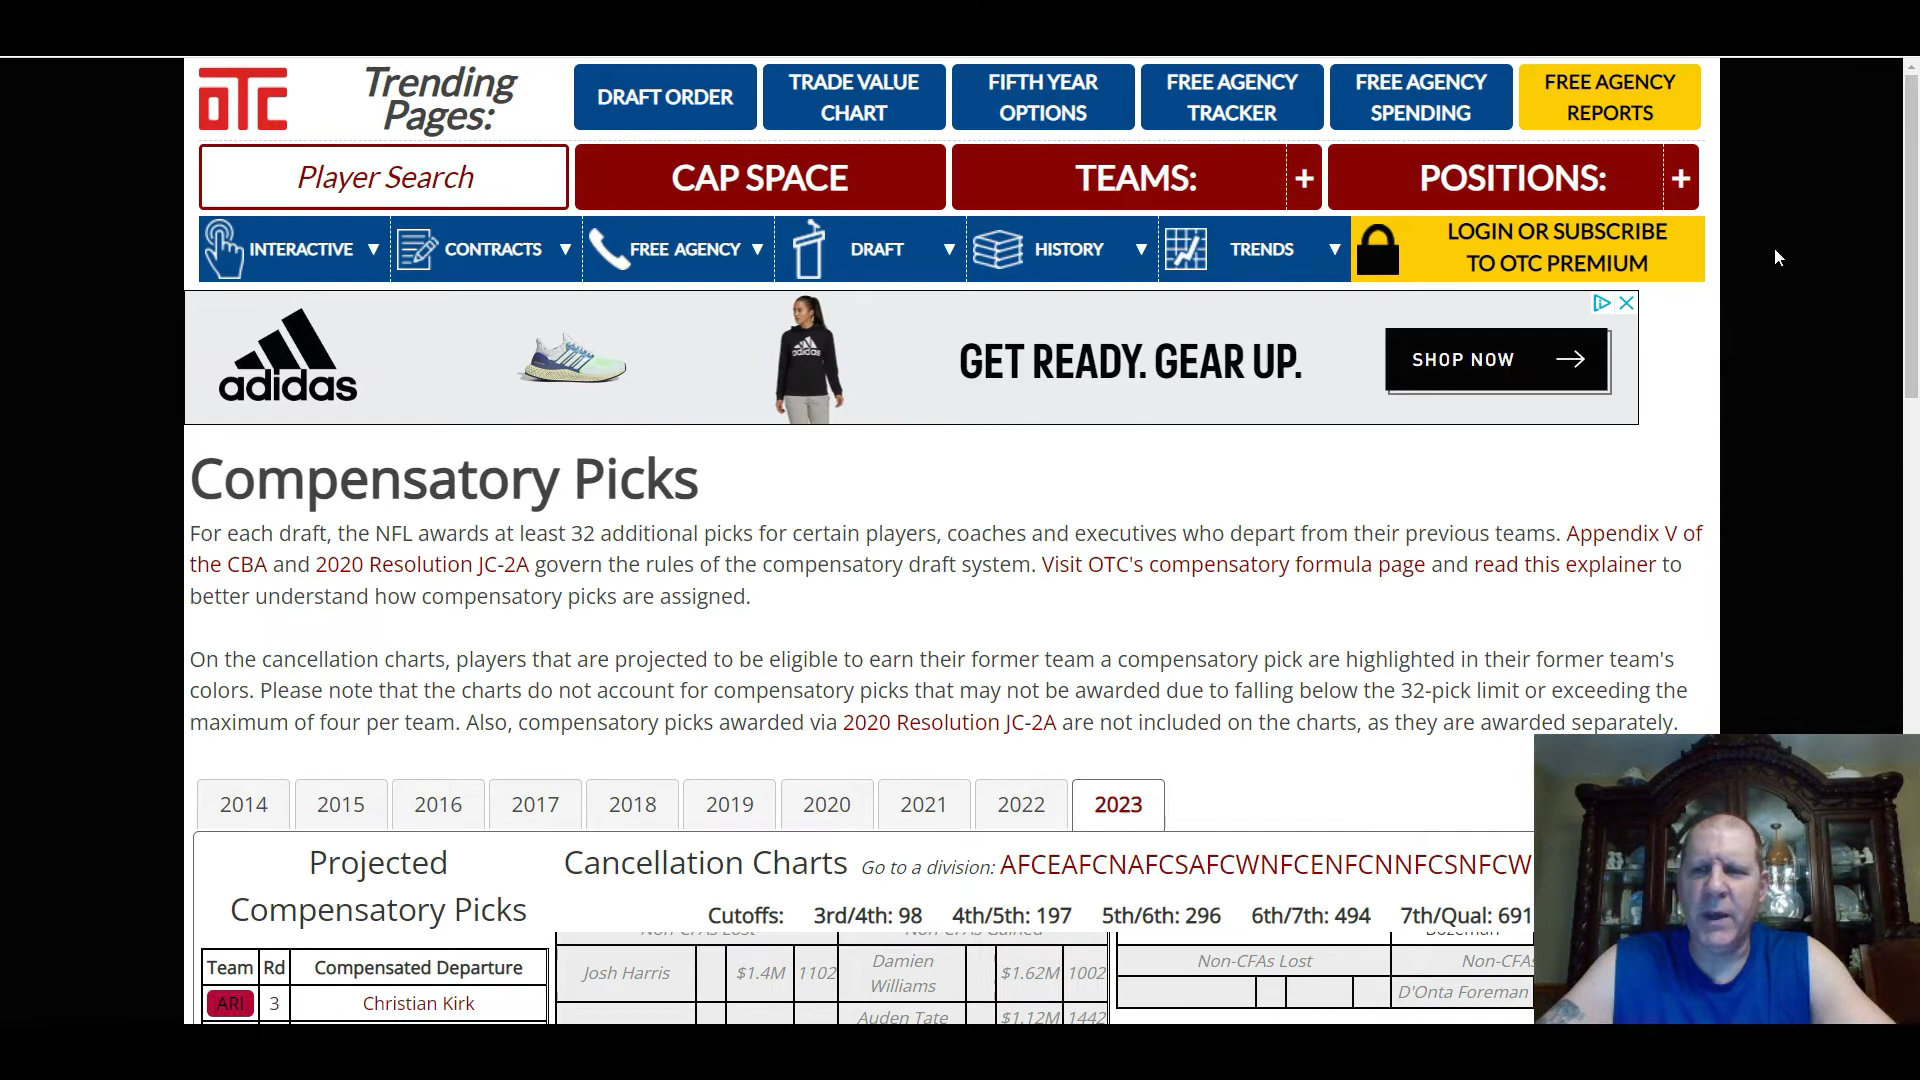 OTC
Trending
Pages:
DRAFT ORDER
TRADE VALUE
CHART
FIFTH YEAR
OPTIONS
FREE AGENCY
TRACKER
FREE AGENCY
SPENDING
FREE AGENCY
REPORTS
Player Search
CAP SPACE
TEAMS: +
POSITIONS: +
INTERACTIVE ▼
CONTRACTS ▼
FREE AGENCY ▼
DRAFT ▼
HISTORY ▼
TRENDS ▼
LOGIN OR SUBSCRIBE
TO OTC PREMIUM
adidas
adidas
GET READY. GEAR UP.
SHOP NOW
Compensatory Picks
For each draft, the NFL awards at least 32 additional picks for certain players, coaches and executives who depart from their previous teams. Appendix V of
the CBA and 2020 Resolution JC-2A govern the rules of the compensatory draft system. Visit OTC's compensatory formula page and read this explainer to
better understand how compensatory picks are assigned.
On the cancellation charts, players that are projected to be eligible to earn their former team a compensatory pick are highlighted in their former team's
colors. Please note that the charts do not account for compensatory picks that may not be awarded due to falling below the 32-pick limit or exceeding the
maximum of four per team. Also, compensatory picks awarded via 2020 Resolution JC-2A are not included on the charts, as they are awarded separately.
2014 2015 2016 2017 2018 2019 2020 2021 2022 2023
Projected
Compensatory Picks
Team Rd Compensated Departure
ARI 3 Christian Kirk
Cancellation Charts Go to a division: AFCEAFCNAFCSAFCWNFCENFCNNFCSNFCW
Cutoffs: 3rd/4th: 98 4th/5th: 197 5th/6th: 296 6th/7th: 494 7th/Qual: 691
Non-CFAs Lost Non-CFAs Gained Bozeman
Josh Harris $1.4M 1102
Damien
Williams
$1.62M 1002
Auden Tate $1.12M 1442
Non-CFAs Lost Non-CFAs
D'Onta Foreman